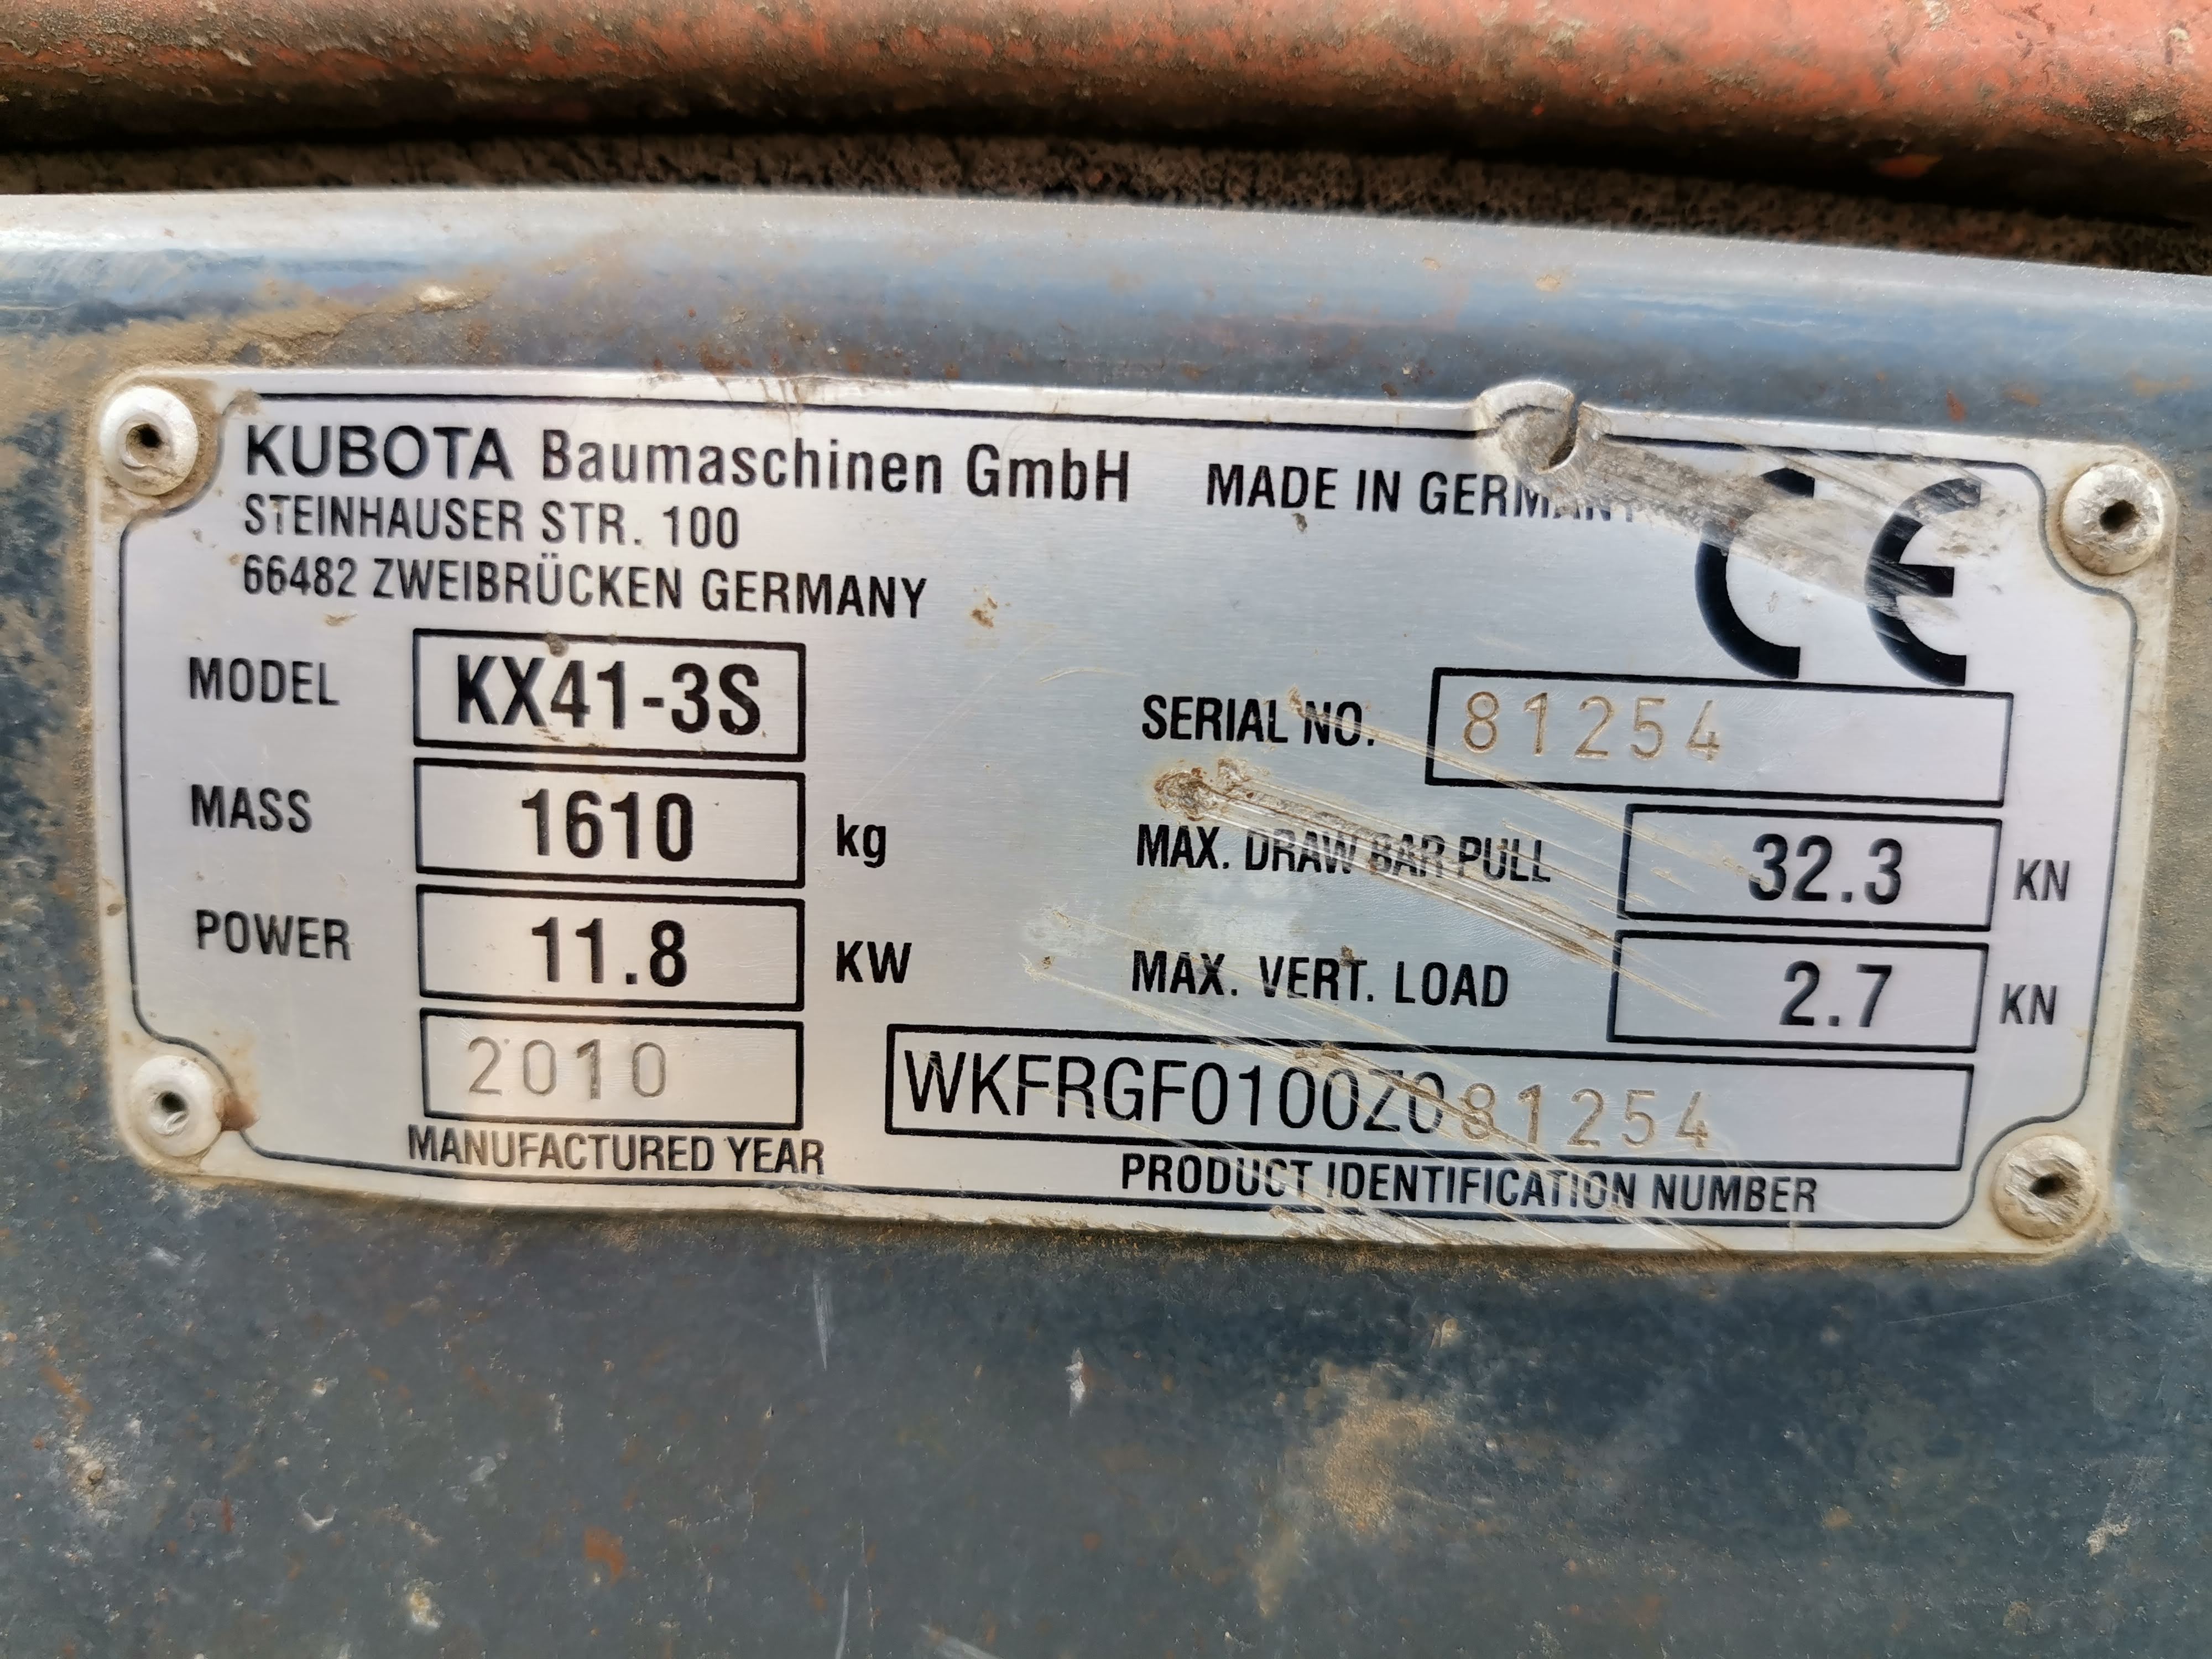 KUBOTA Baumaschinen GmbH MADE IN GERMANY CE
STEINHAUSER STR. 100
66482 ZWEIBRÜCKEN GERMANY
MODEL KX41-3S SERIAL NO. 81254
MASS 1610 kg MAX. DRAW BAR PULL 32.3 KN
POWER 11.8 KW MAX. VERT. LOAD 2.7 KN
2010 WKFRGF0100Z081254
MANUFACTURED YEAR PRODUCT IDENTIFICATION NUMBER